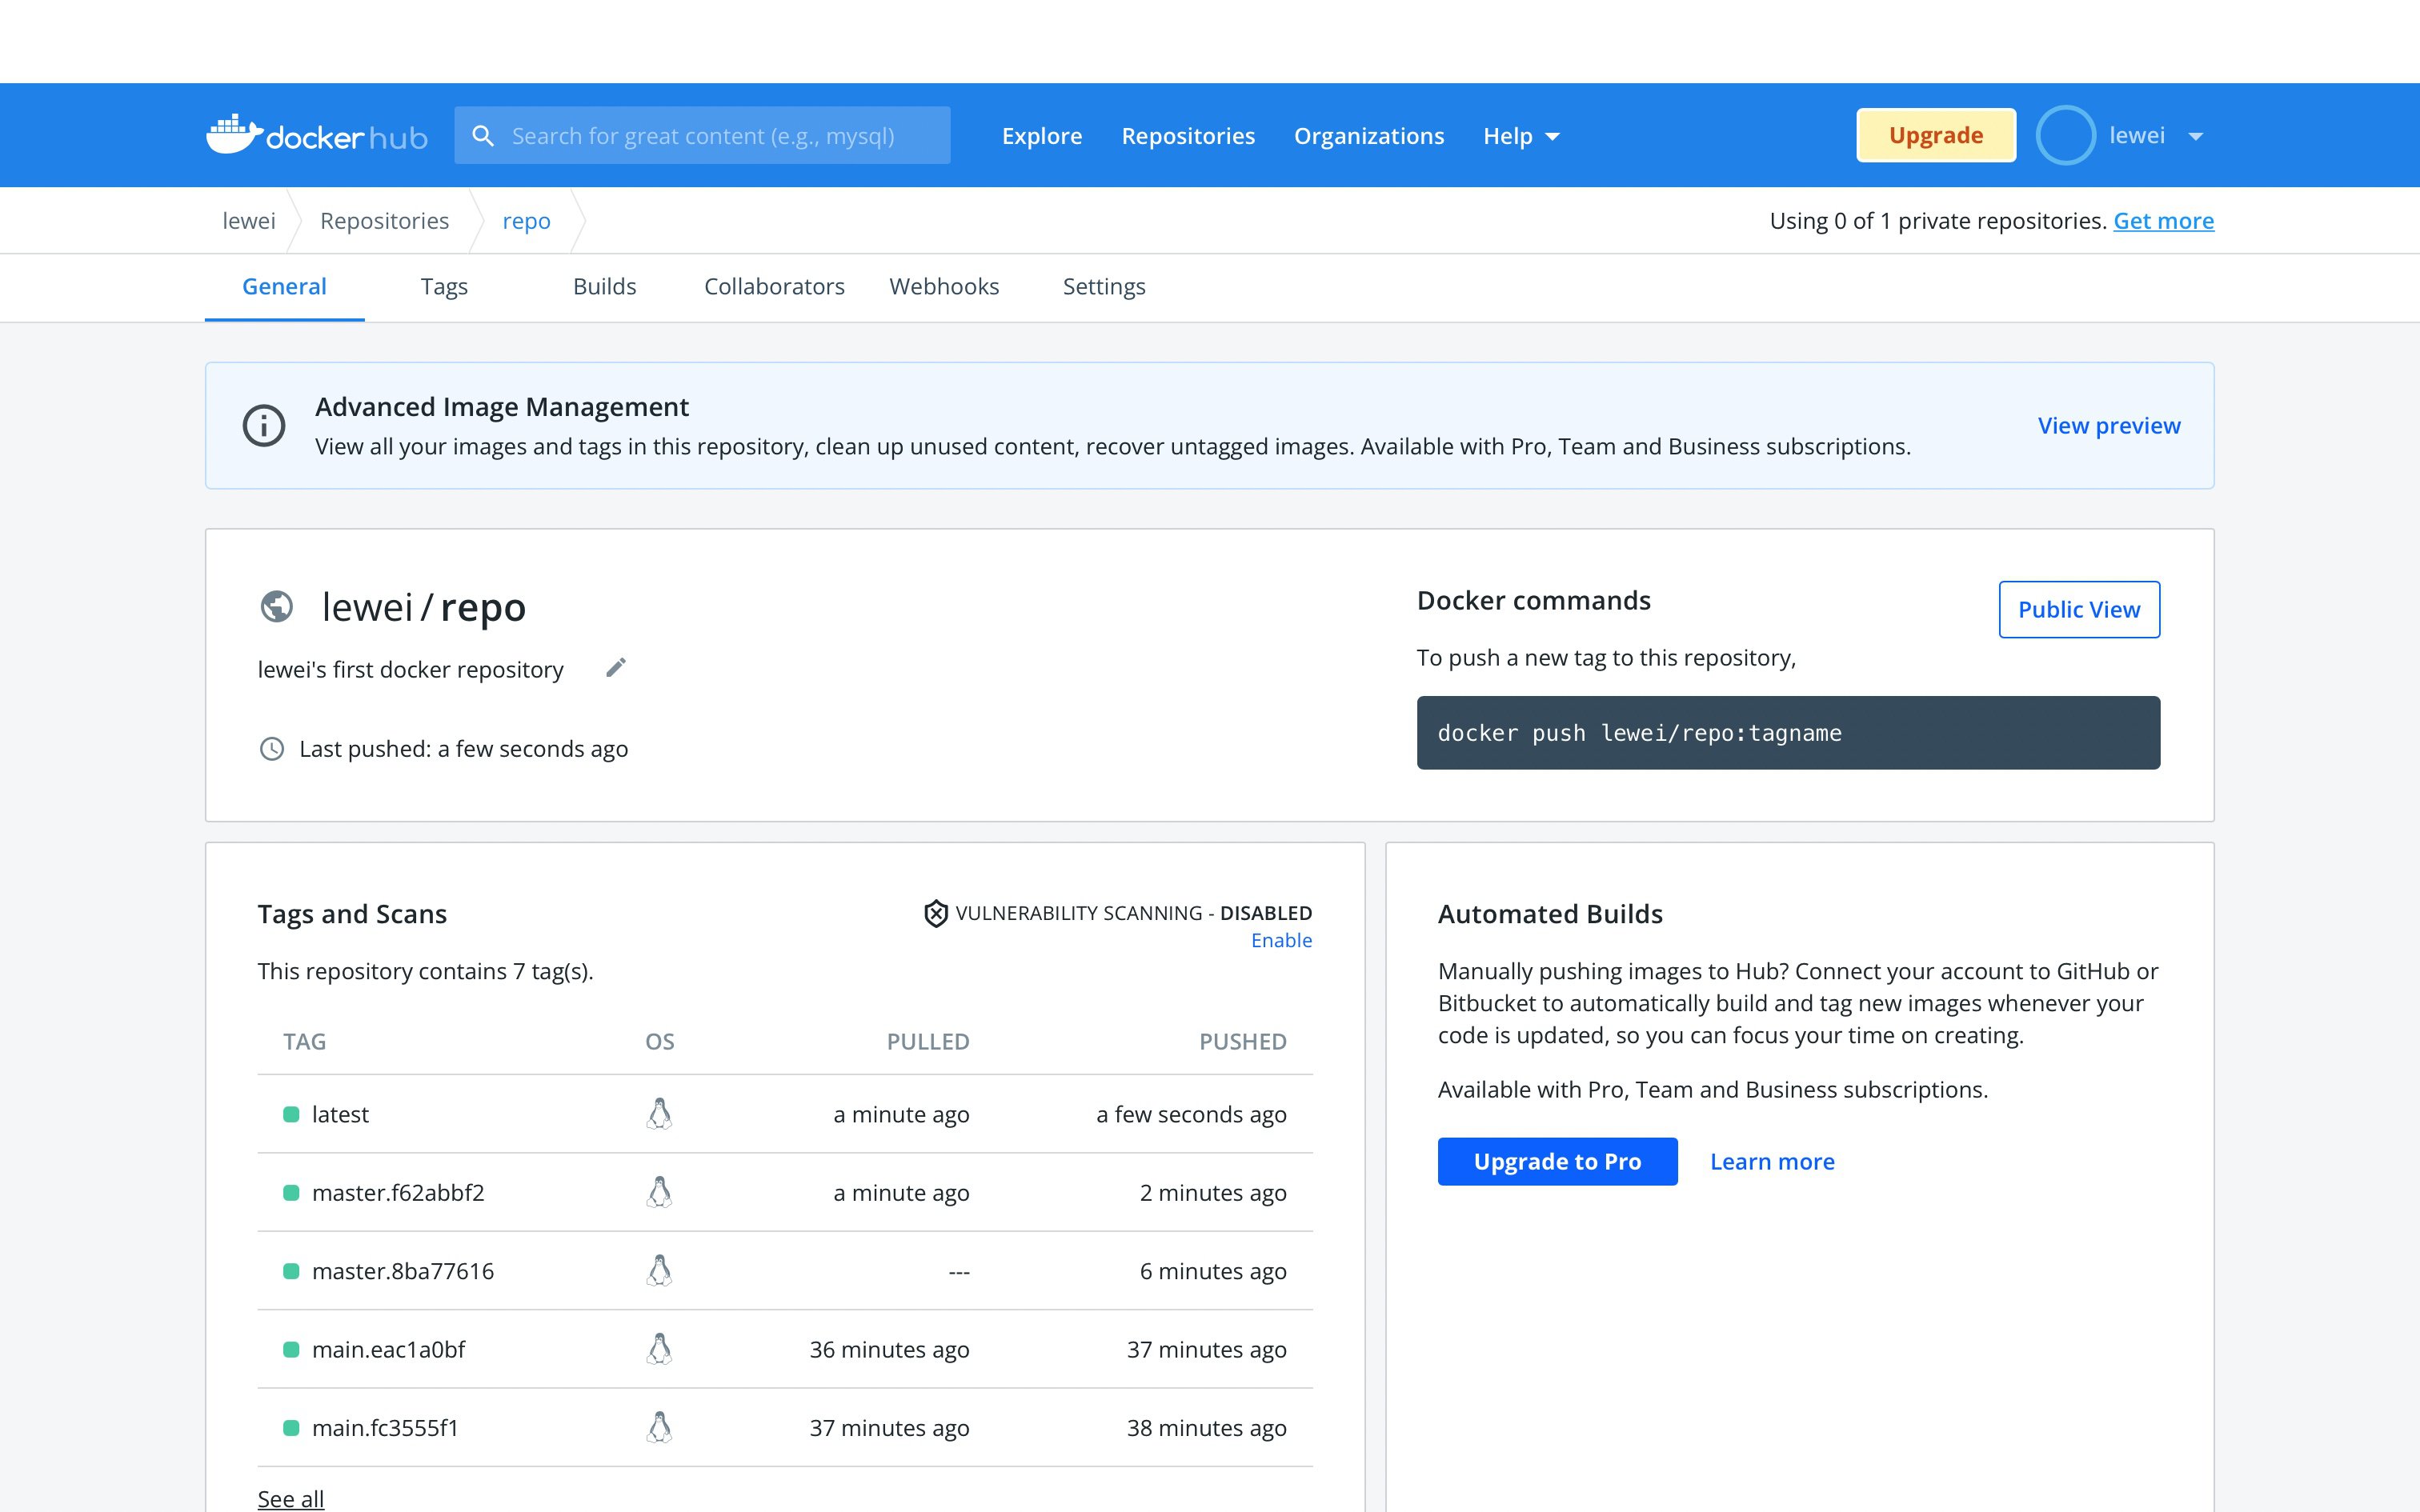 docker hub Search for great content (e.g., mysql) Explore Repositories Organizations Help Upgrade lewei
lewei Repositories repo Using 0 of 1 private repositories. Get more
General Tags Builds Collaborators Webhooks Settings
Advanced Image Management
View all your images and tags in this repository, clean up unused content, recover untagged images. Available with Pro, Team and Business subscriptions.
View preview
lewei / repo
lewei's first docker repository
Last pushed: a few seconds ago
Docker commands
Public View
To push a new tag to this repository,
docker push lewei/repo:tagname
Tags and Scans
VULNERABILITY SCANNING - DISABLED
Enable
This repository contains 7 tag(s).
TAG OS PULLED PUSHED
latest a minute ago a few seconds ago
master.f62abbf2 a minute ago 2 minutes ago
master.8ba77616 --- 6 minutes ago
main.eac1a0bf 36 minutes ago 37 minutes ago
main.fc3555f1 37 minutes ago 38 minutes ago
See all
Automated Builds
Manually pushing images to Hub? Connect your account to GitHub or
Bitbucket to automatically build and tag new images whenever your
code is updated, so you can focus your time on creating.
Available with Pro, Team and Business subscriptions.
Upgrade to Pro Learn more